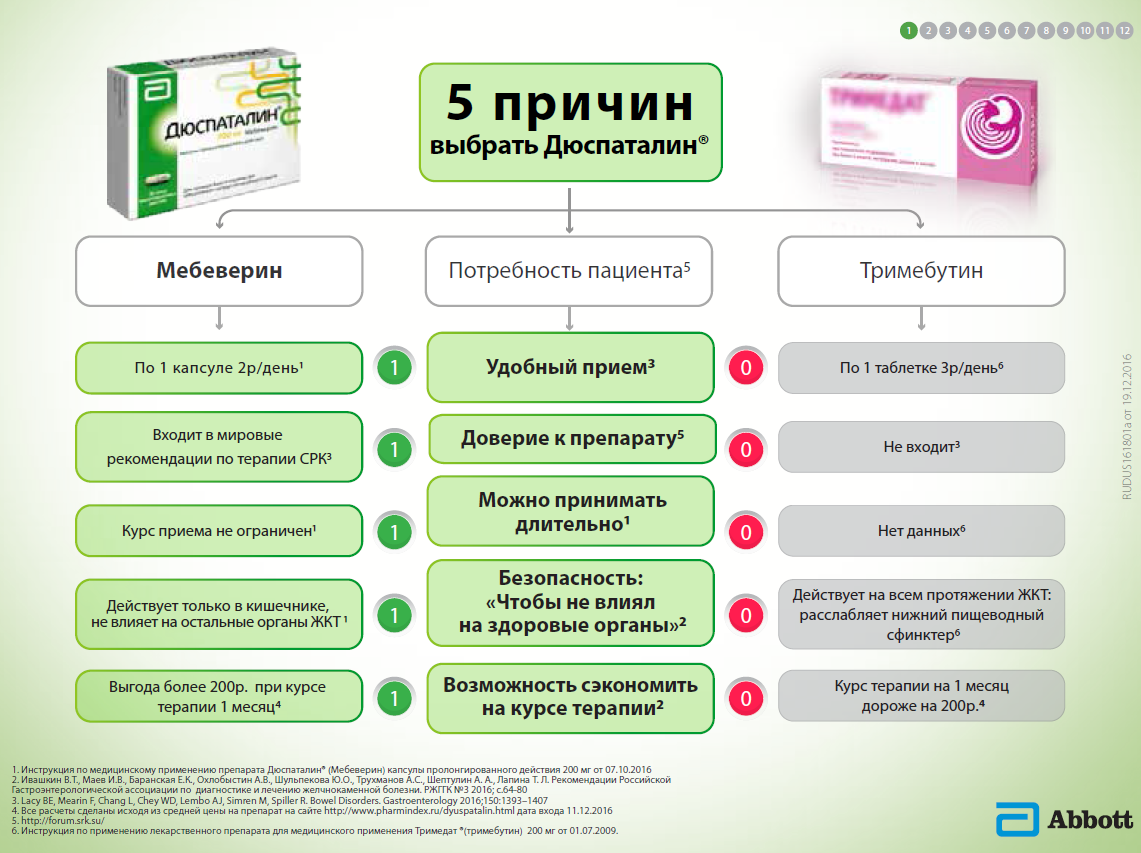 1 2 3 4 5 6 7 8 9 10 11 12
ДЮСПАТАЛИН®
5 причин
выбрать Дюспаталин®
ТРИМЕДАТ®
Мебеверин
Потребность пациента⁵
Тримебутин
По 1 капсуле 2р/день¹
1
Удобный прием³
0
По 1 таблетке 3р/день⁶
Входит в мировые
рекомендации по терапии СРК³
1
Доверие к препарату⁵
0
Не входит³
Курс приема не ограничен¹
1
Можно принимать
длительно¹
0
Нет данных⁶
Действует только в кишечнике,
не влияет на остальные органы ЖКТ¹
1
Безопасность:
«Чтобы не влиял
на здоровые органы»²
0
Действует на всем протяжении ЖКТ:
расслабляет нижний пищеводный
сфинктер⁶
Выгода более 200р. при курсе
терапии 1 месяц⁴
1
Возможность сэкономить
на курсе терапии²
0
Курс терапии на 1 месяц
дороже на 200р.⁴
RUDUS161801a от 19.12.2016
1. Инструкция по медицинскому применению препарата Дюспаталин® (Мебеверин) капсулы пролонгированного действия 200 мг от 07.10.2016
2. Ивашкин В.Т., Маев И.В., Баранская Е.К., Охлобыстин А.В., Шульпекова Ю.О., Трухманов А.С., Шептулин А. А., Лапина Т. Л. Рекомендации Российской
Гастроэнтерологической ассоциации по диагностике и лечению желчнокаменной болезни. РЖГГК №3 2016; с.64-80
3. Lacy BE, Mearin F, Chang L, Chey WD, Lembo AJ, Simren M, Spiller R. Bowel Disorders. Gastroenterology 2016;150:1393–1407
4. Все расчеты сделаны исходя из средней цены на препарат на сайте http://www.pharmindex.ru/dyuspatalin.html дата входа 11.12.2016
5. http://forum.srk.su/
6. Инструкция по применению лекарственного препарата для медицинского применения Тримедат ®(тримебутин) 200 мг от 01.07.2009.
Abbott